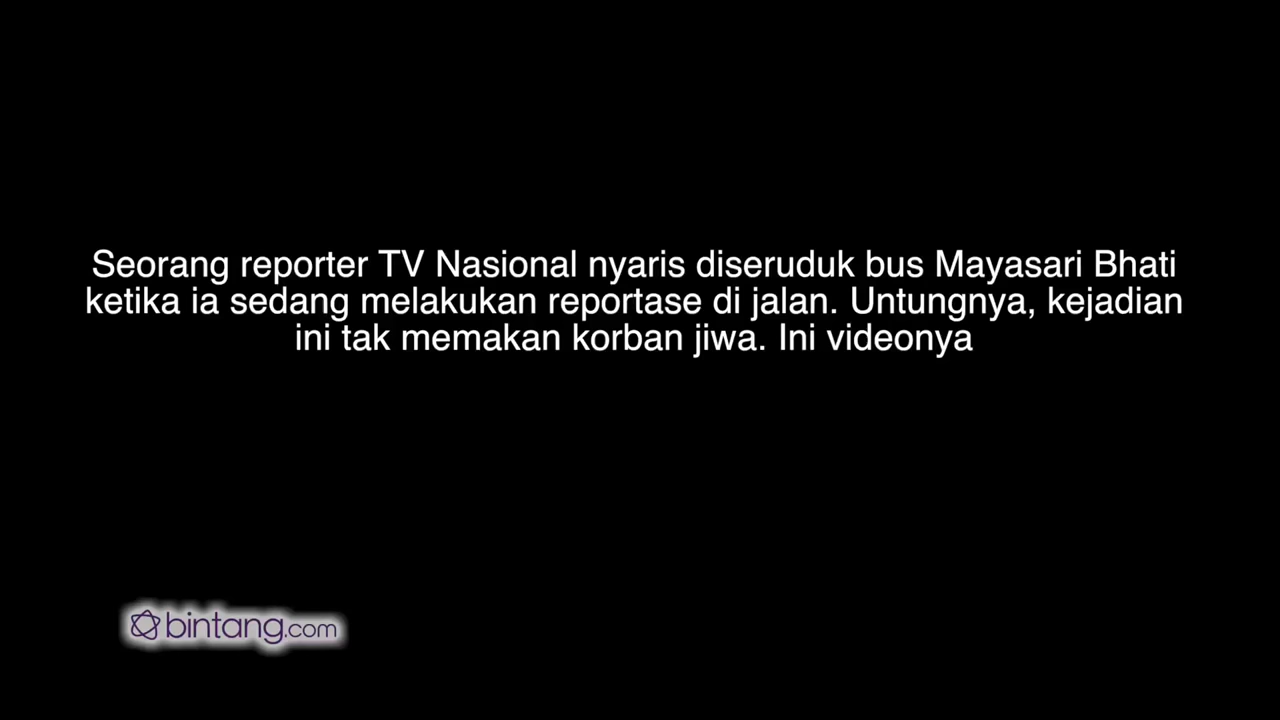 Seorang reporter TV Nasional nyaris diseruduk bus Mayasari Bhati
ketika ia sedang melakukan reportase di jalan. Untungnya, kejadian
ini tak memakan korban jiwa. Ini videonya
bintang.com